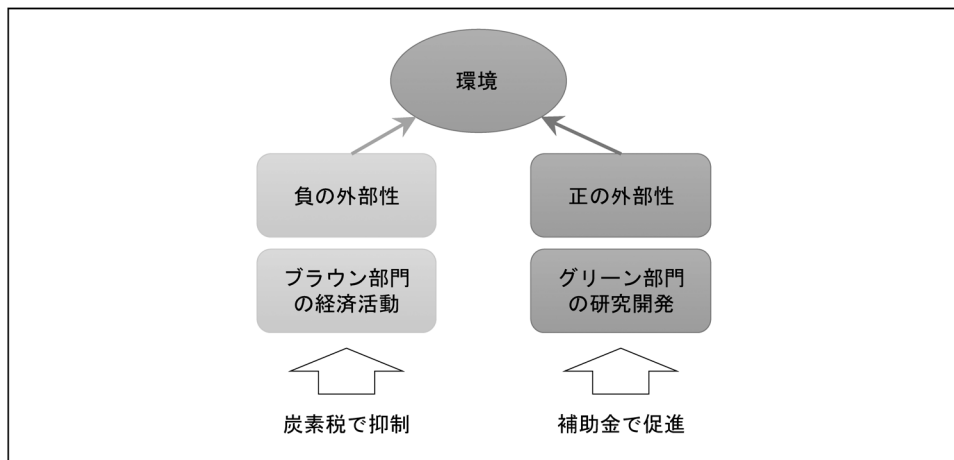 環境
負の外部性
正の外部性
ブラウン部門
の経済活動
グリーン部門
の研究開発
炭素税で抑制
補助金で促進